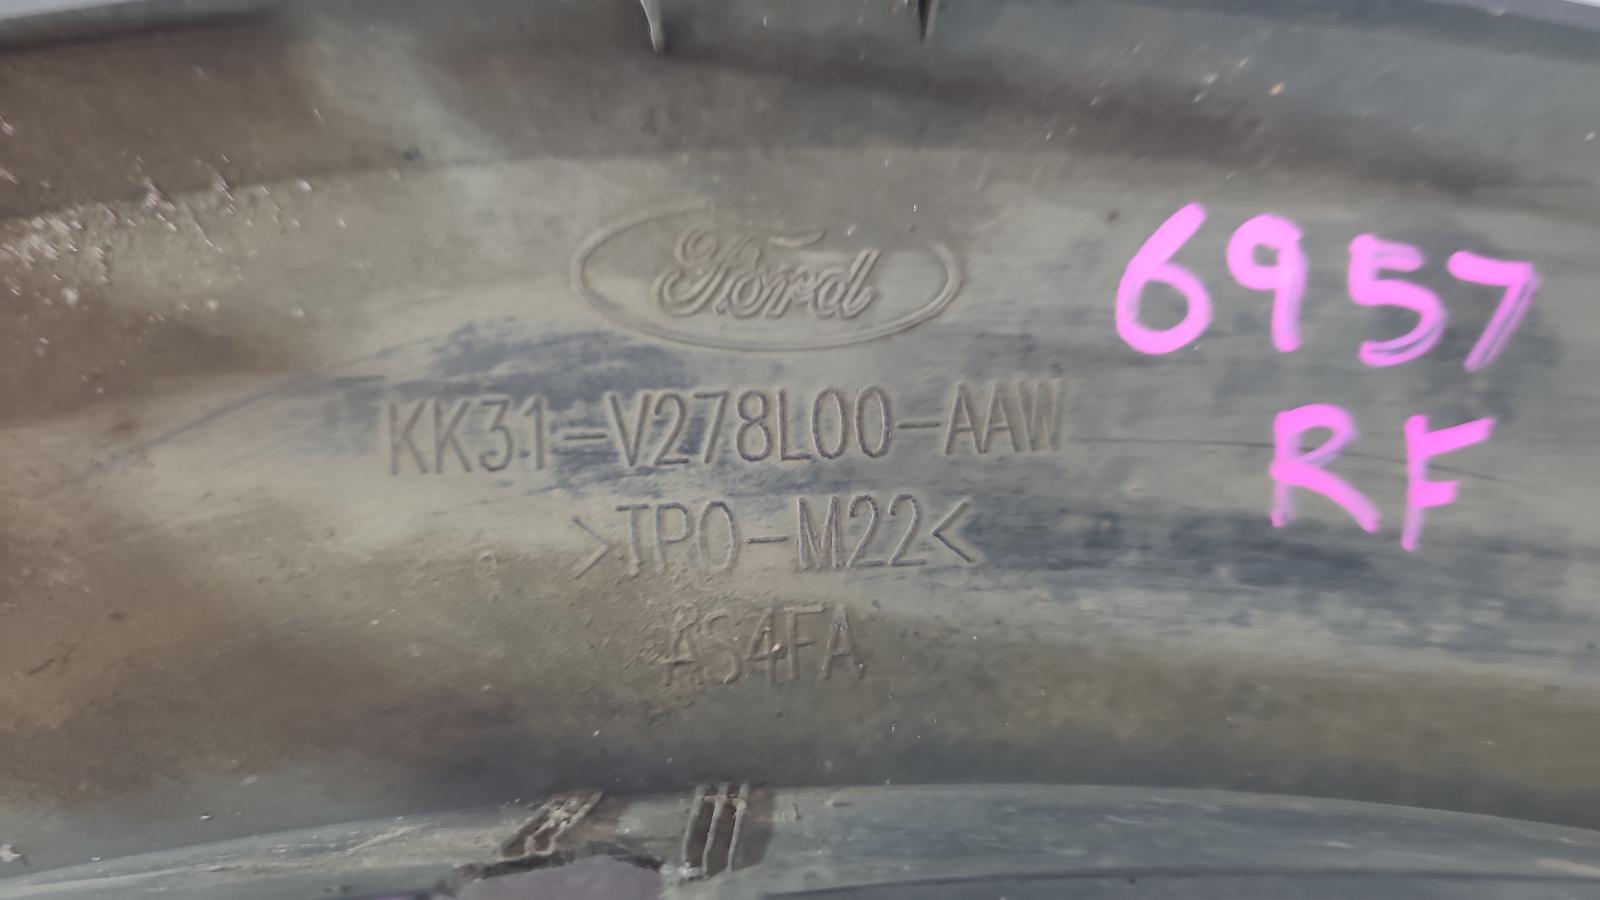 Ford
6957
KK31-V278L00-AAW
RF
>TPO-M22<
AS4FA